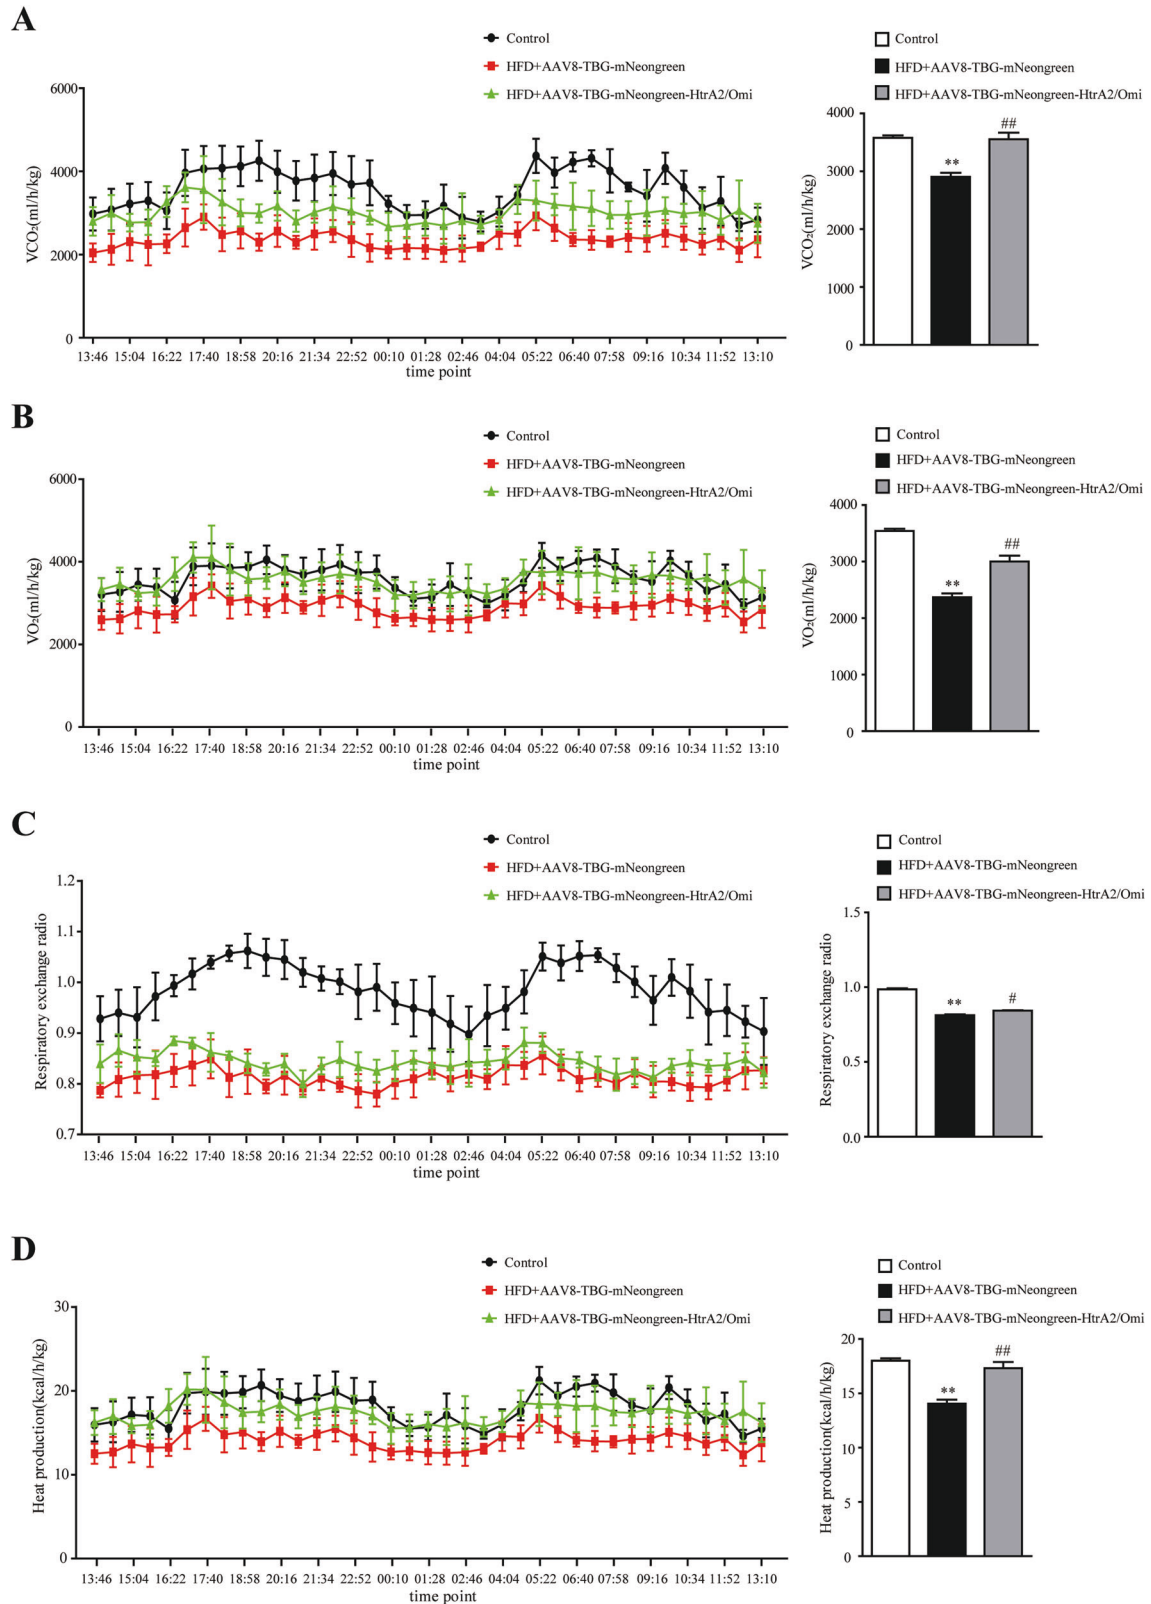 A
Control
HFD+AAV8-TBG-mNeongreen
HFD+AAV8-TBG-mNeongreen-HtrA2/Omi
6000
4000
2000
0
VCO₂(ml/h/kg)
13:46 15:04 16:22 17:40 18:58 20:16 21:34 22:52 00:10 01:28 02:46 04:04 05:22 06:40 07:58 09:16 10:34 11:52 13:10
time point
Control
HFD+AAV8-TBG-mNeongreen
HFD+AAV8-TBG-mNeongreen-HtrA2/Omi
4000
3000
2000
1000
0
VCO₂(ml/h/kg)
**
##
B
Control
HFD+AAV8-TBG-mNeongreen
HFD+AAV8-TBG-mNeongreen-HtrA2/Omi
6000
4000
2000
0
VO₂(ml/h/kg)
13:46 15:04 16:22 17:40 18:58 20:16 21:34 22:52 00:10 01:28 02:46 04:04 05:22 06:40 07:58 09:16 10:34 11:52 13:10
time point
Control
HFD+AAV8-TBG-mNeongreen
HFD+AAV8-TBG-mNeongreen-HtrA2/Omi
4000
3000
2000
1000
0
VO₂(ml/h/kg)
**
##
C
Control
HFD+AAV8-TBG-mNeongreen
HFD+AAV8-TBG-mNeongreen-HtrA2/Omi
1.2
1.1
1.0
0.9
0.8
0.7
Respiratory exchange radio
13:46 15:04 16:22 17:40 18:58 20:16 21:34 22:52 00:10 01:28 02:46 04:04 05:22 06:40 07:58 09:16 10:34 11:52 13:10
time point
Control
HFD+AAV8-TBG-mNeongreen
HFD+AAV8-TBG-mNeongreen-HtrA2/Omi
1.5
1.0
0.5
0.0
Respiratory exchange radio
**
#
D
Control
HFD+AAV8-TBG-mNeongreen
HFD+AAV8-TBG-mNeongreen-HtrA2/Omi
30
20
10
0
Heat production(kcal/h/kg)
13:46 15:04 16:22 17:40 18:58 20:16 21:34 22:52 00:10 01:28 02:46 04:04 05:22 06:40 07:58 09:16 10:34 11:52 13:10
time point
Control
HFD+AAV8-TBG-mNeongreen
HFD+AAV8-TBG-mNeongreen-HtrA2/Omi
20
15
10
5
0
Heat production(kcal/h/kg)
**
##